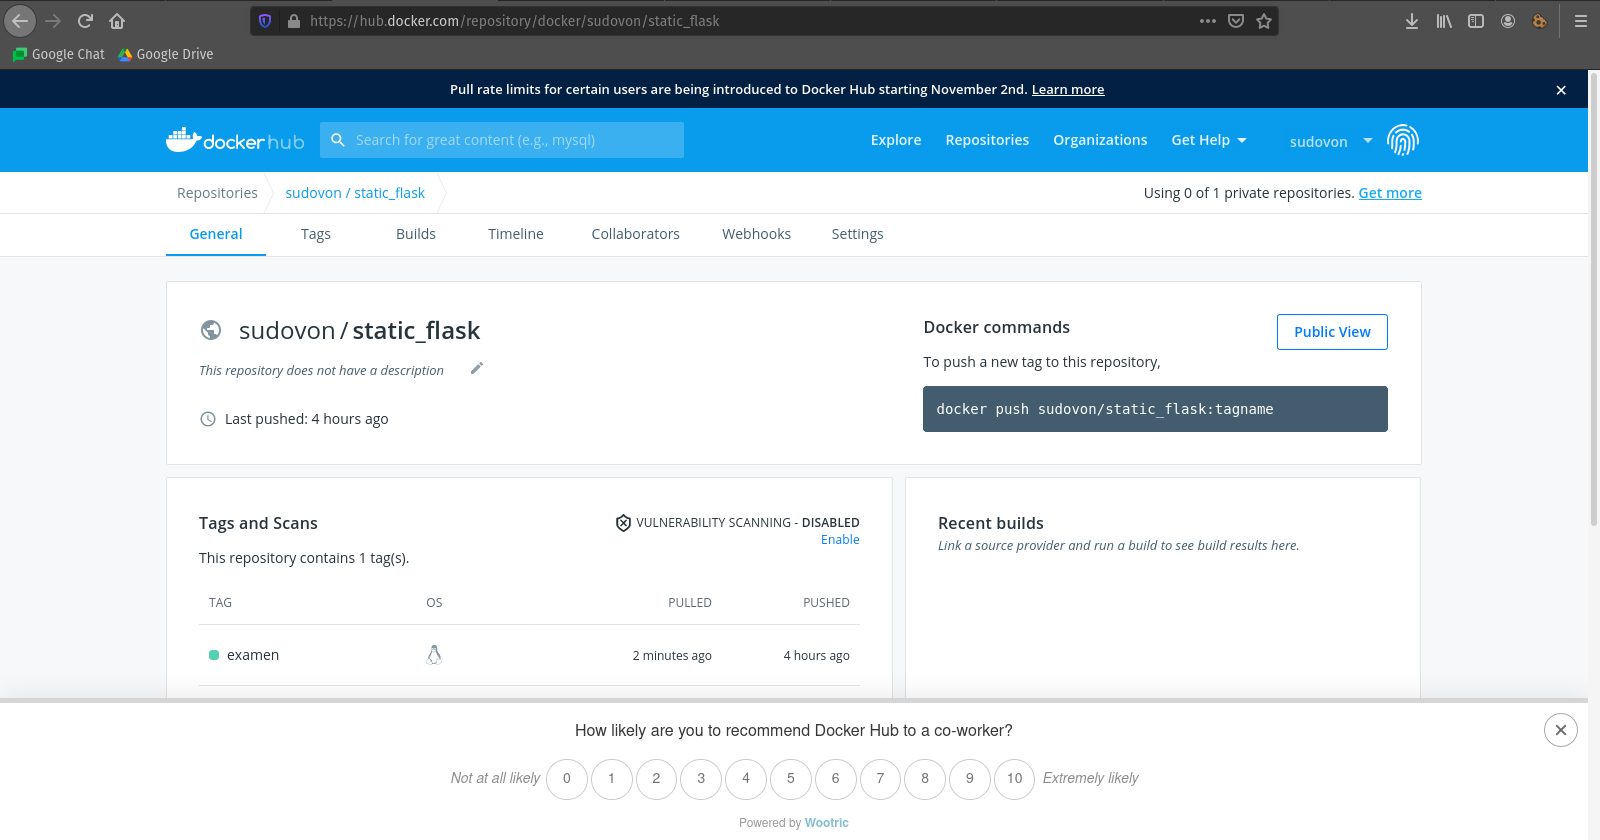 https://hub.docker.com/repository/docker/sudovon/static_flask
Google Chat Google Drive
Pull rate limits for certain users are being introduced to Docker Hub starting November 2nd. Learn more
dockerhub Search for great content (e.g., mysql) Explore Repositories Organizations Get Help sudovon
Repositories sudovon / static_flask Using 0 of 1 private repositories. Get more
General Tags Builds Timeline Collaborators Webhooks Settings
sudovon / static_flask
This repository does not have a description
Last pushed: 4 hours ago
Docker commands Public View
To push a new tag to this repository,
docker push sudovon/static_flask:tagname
Tags and Scans VULNERABILITY SCANNING - DISABLED
Enable
This repository contains 1 tag(s).
TAG OS PULLED PUSHED
examen 2 minutes ago 4 hours ago
Recent builds
Link a source provider and run a build to see build results here.
How likely are you to recommend Docker Hub to a co-worker?
Not at all likely 0 1 2 3 4 5 6 7 8 9 10 Extremely likely
Powered by Wootric